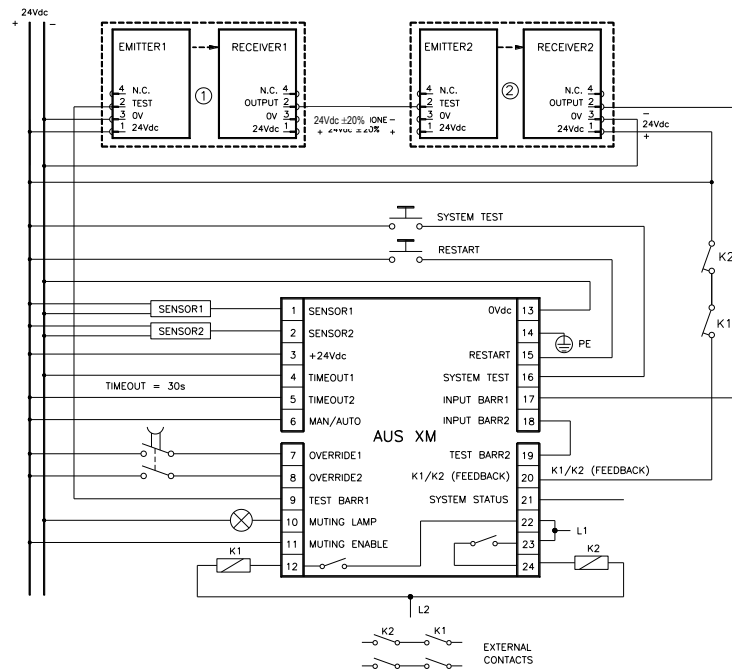 24Vdc
+ −
EMITTER1
RECEIVER1
EMITTER2
RECEIVER2
4 N.C.
2 TEST
3 0V
1 24Vdc
1
N.C. 4
OUTPUT 2
0V 3
24Vdc 1
24Vdc ±20% IONE −
+ 24Vdc ±20% +
4 N.C.
2 TEST
3 0V
1 24Vdc
2
N.C. 4
OUTPUT 2
0V 3
24Vdc 1
−
24Vdc
+
SYSTEM TEST
RESTART
K2
K1
SENSOR1
SENSOR2
TIMEOUT = 30s
1 SENSOR1
2 SENSOR2
3 +24Vdc
4 TIMEOUT1
5 TIMEOUT2
6 MAN/AUTO
AUS XM
7 OVERRIDE1
8 OVERRIDE2
9 TEST BARR1
10 MUTING LAMP
11 MUTING ENABLE
12
0Vdc 13
14
PE
RESTART 15
SYSTEM TEST 16
INPUT BARR1 17
INPUT BARR2 18
TEST BARR2 19
K1/K2 (FEEDBACK) 20
K1/K2 (FEEDBACK)
SYSTEM STATUS 21
22
23
24
L1
K1
K2
L2
K2 K1
EXTERNAL
CONTACTS